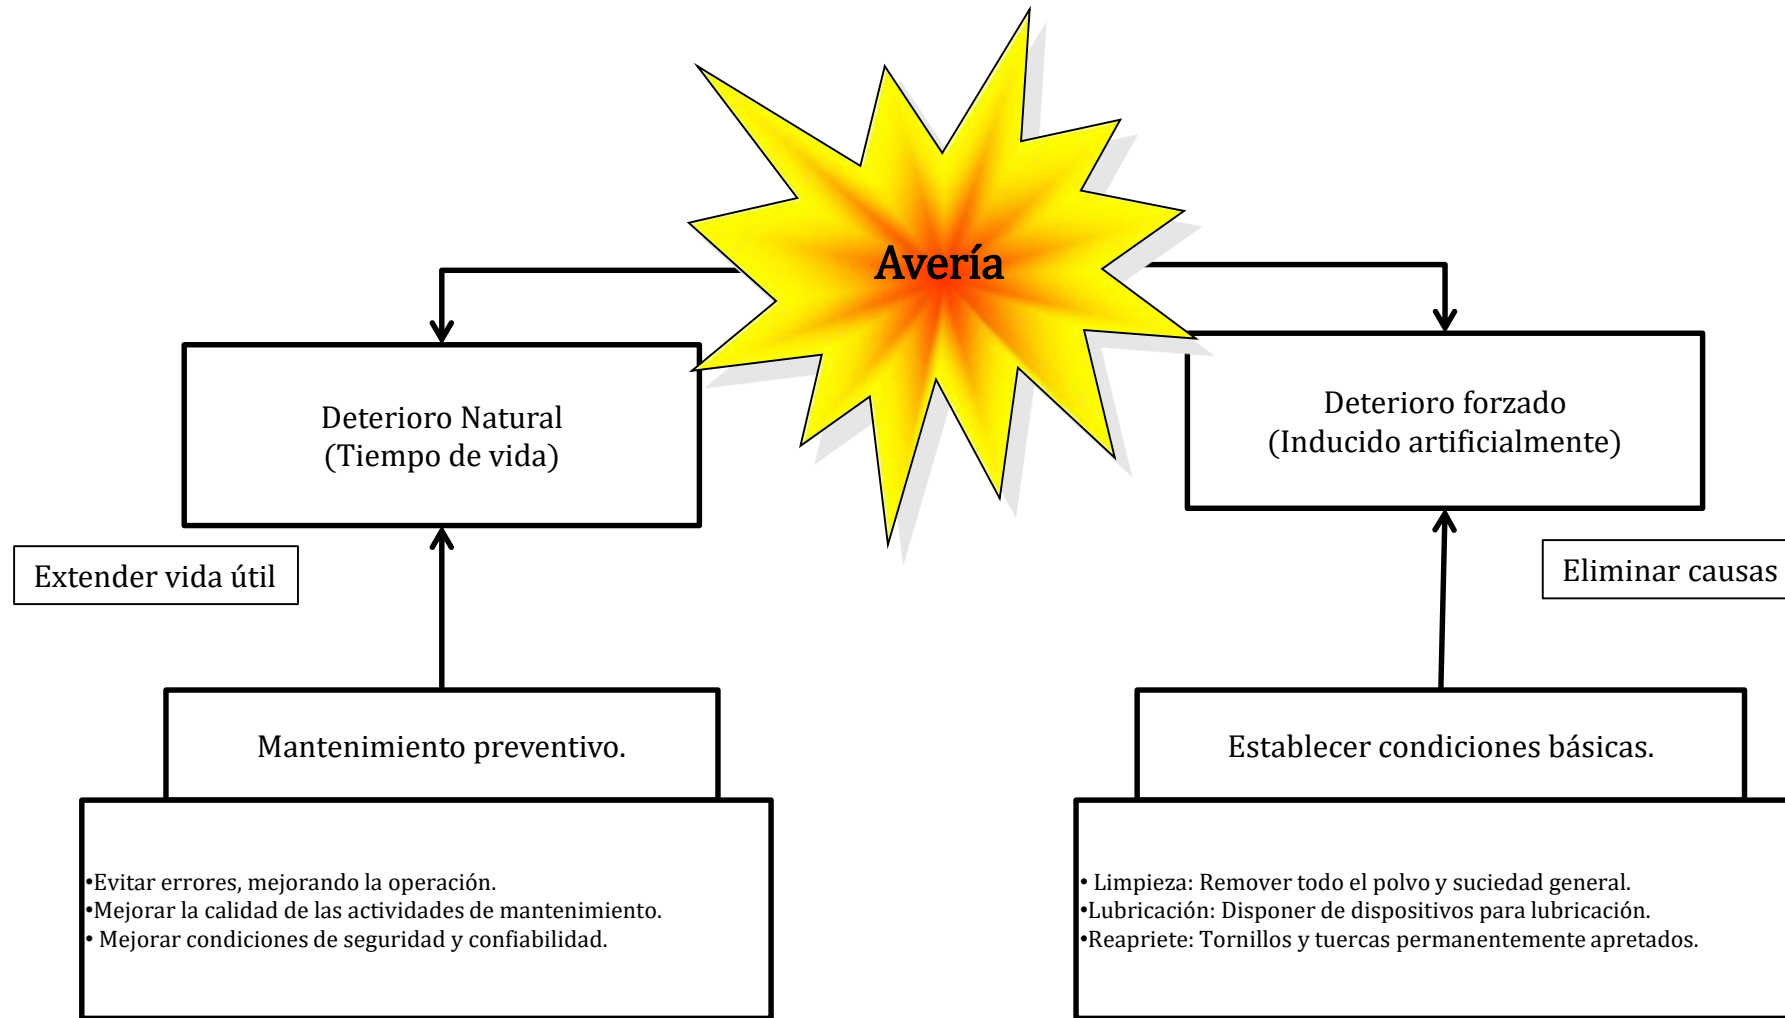 Avería
Deterioro Natural
(Tiempo de vida)
Deterioro forzado
(Inducido artificialmente)
Extender vida útil
Eliminar causas
Mantenimiento preventivo.
Establecer condiciones básicas.
•Evitar errores, mejorando la operación.
•Mejorar la calidad de las actividades de mantenimiento.
• Mejorar condiciones de seguridad y confiabilidad.
• Limpieza: Remover todo el polvo y suciedad general.
•Lubricación: Disponer de dispositivos para lubricación.
•Reapriete: Tornillos y tuercas permanentemente apretados.